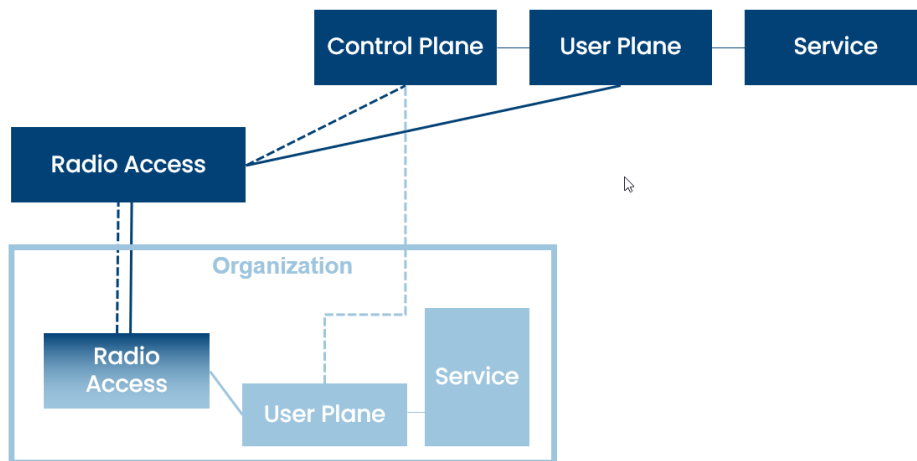 Control Plane
User Plane
Service
Radio Access
Organization
Radio
Access
User Plane
Service